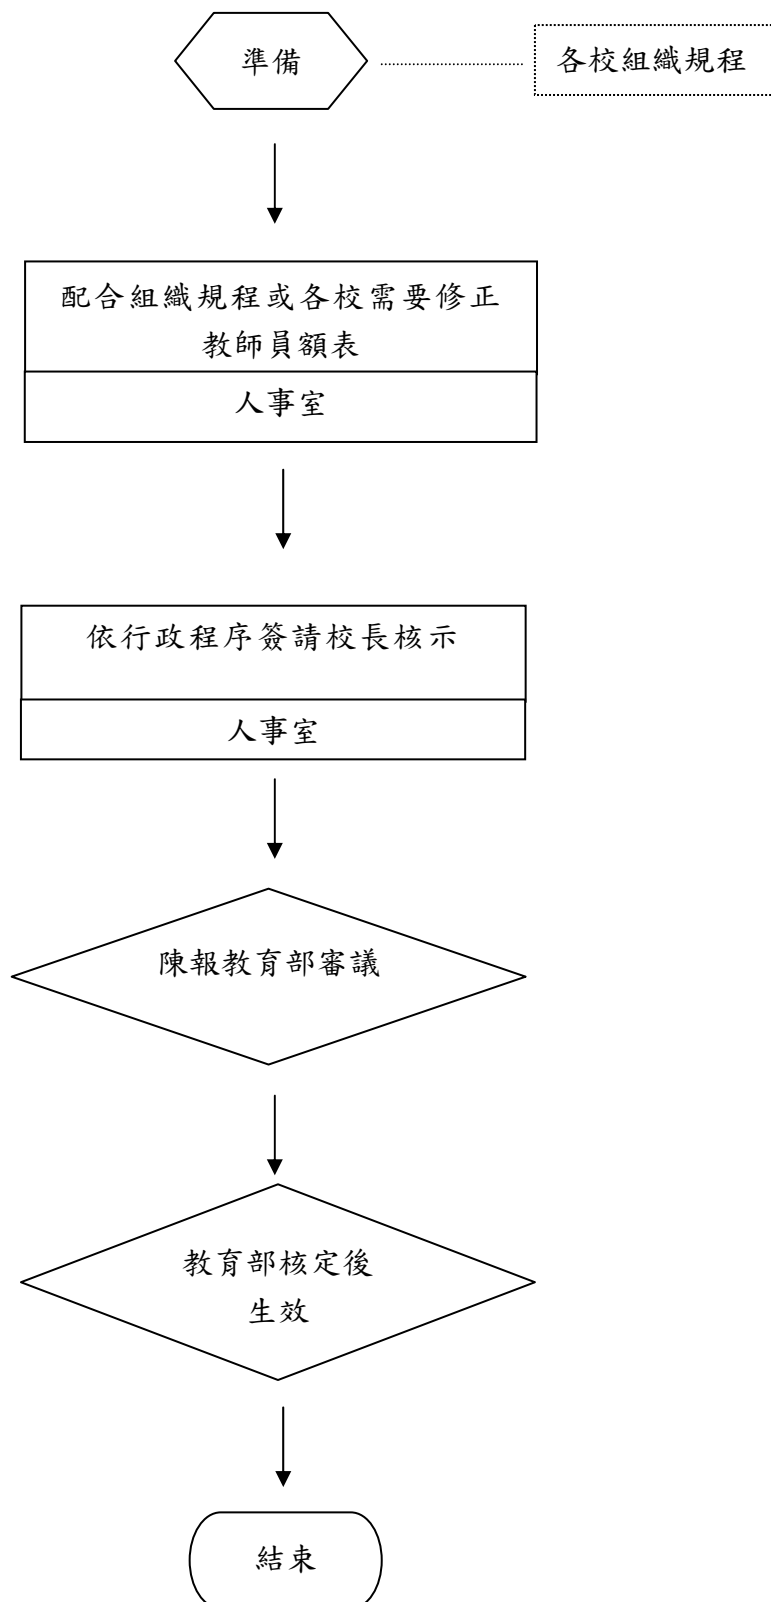 準備
各校組織規程
配合組織規程或各校需要修正
教師員額表
人事室
依行政程序簽請校長核示
人事室
陳報教育部審議
教育部核定後
生效
結束